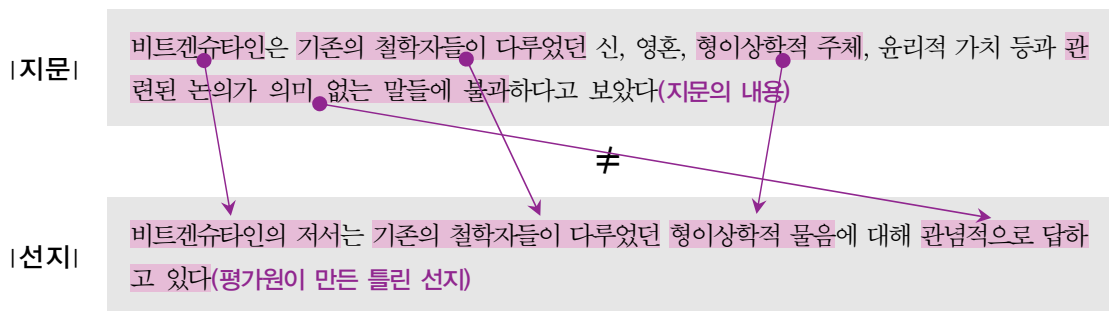 비트겐슈타인은 기존의 철학자들이 다루었던 신, 영혼, 형이상학적 주체, 윤리적 가치 등과 관
|지문|
련된 논의가 의미 없는 말들에 불과하다고 보았다(지문의 내용)
≠
비트겐슈타인의 저서는 기존의 철학자들이 다루었던 형이상학적 물음에 대해 관념적으로 답하
|선지|
고 있다(평가원이 만든 틀린 선지)